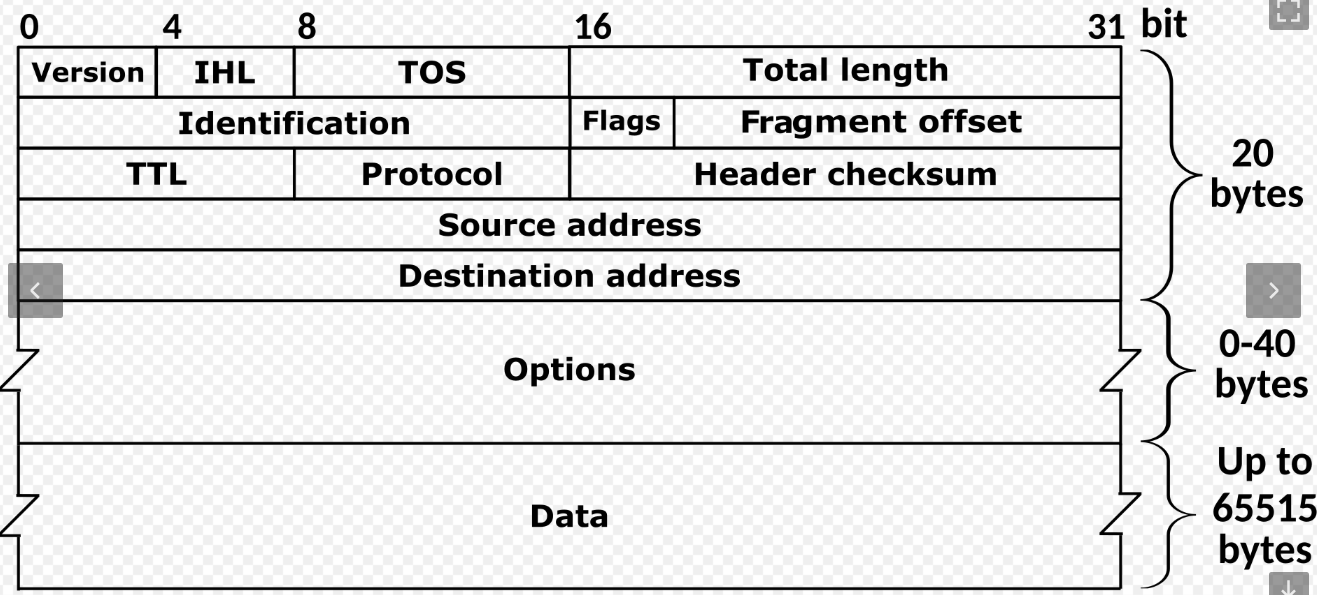 0 4 8 16 31 bit
Version IHL TOS Total length
Identification Flags Fragment offset
TTL Protocol Header checksum
Source address
Destination address
20
bytes
Options
0-40
bytes
Data
Up to
65515
bytes